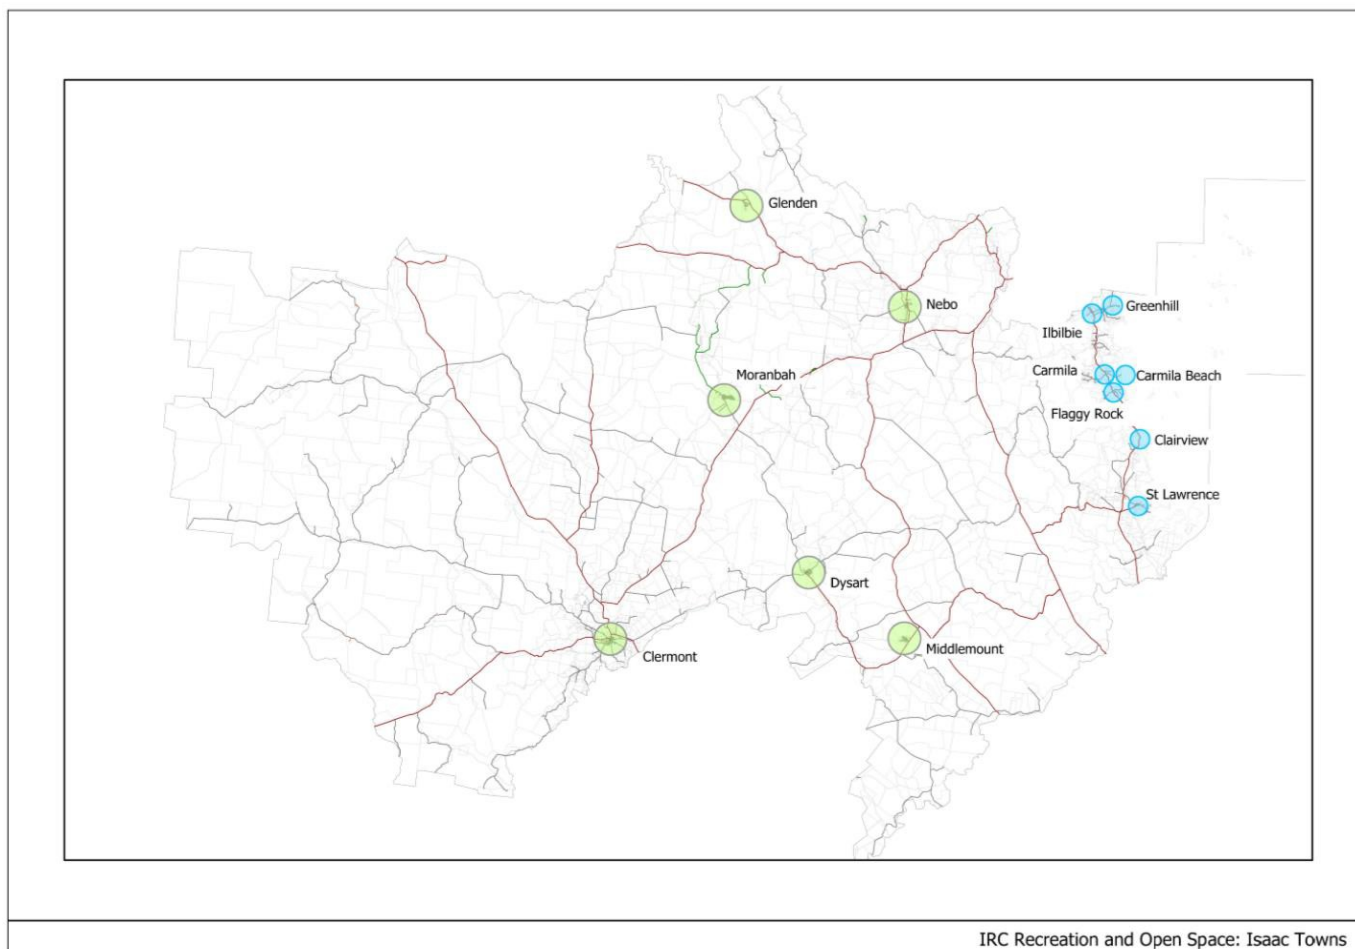 Glenden
Nebo
Greenhill
Ilbilbie
Moranbah
Carmila
Carmila Beach
Flaggy Rock
Clairview
St Lawrence
Dysart
Middlemount
Clermont
IRC Recreation and Open Space: Isaac Towns